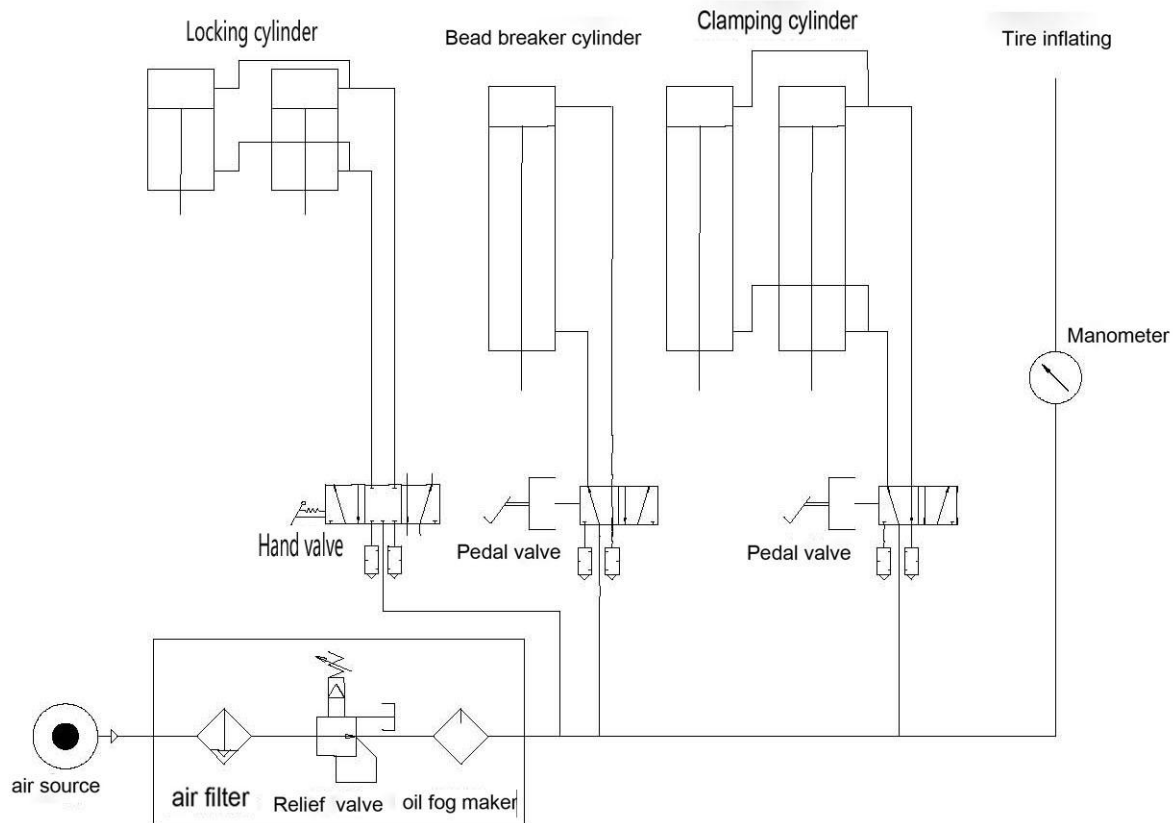 Locking cylinder
Bead breaker cylinder
Clamping cylinder
Tire inflating
Manometer
Hand valve
Pedal valve
Pedal valve
air source
air filter
Relief valve
oil fog maker